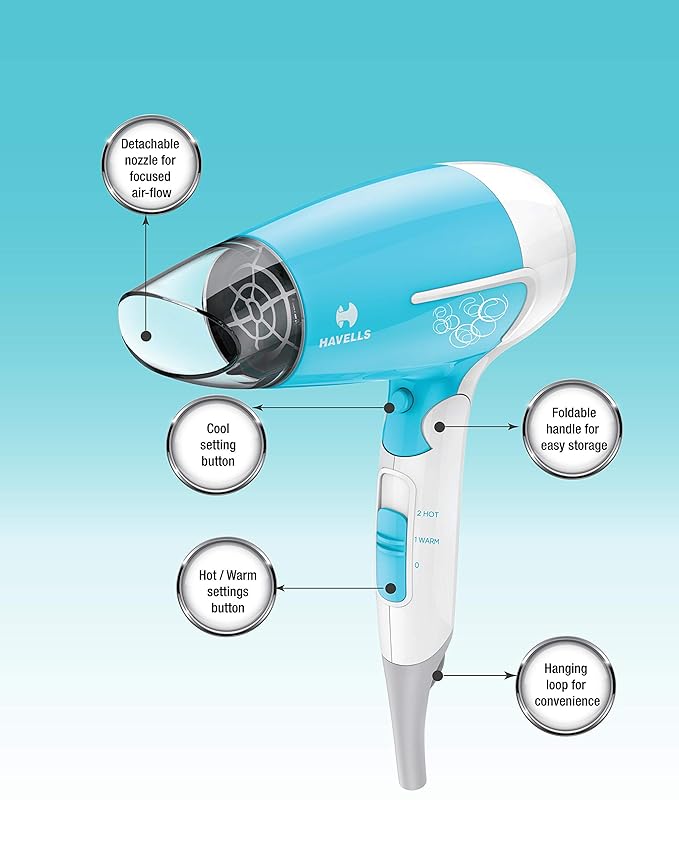 Detachable
nozzle for
focused
air-flow
HAVELLS
Cool
setting
button
Foldable
handle for
easy storage
2 HOT
1 WARM
0
Hot / Warm
settings
button
Hanging
loop for
convenience